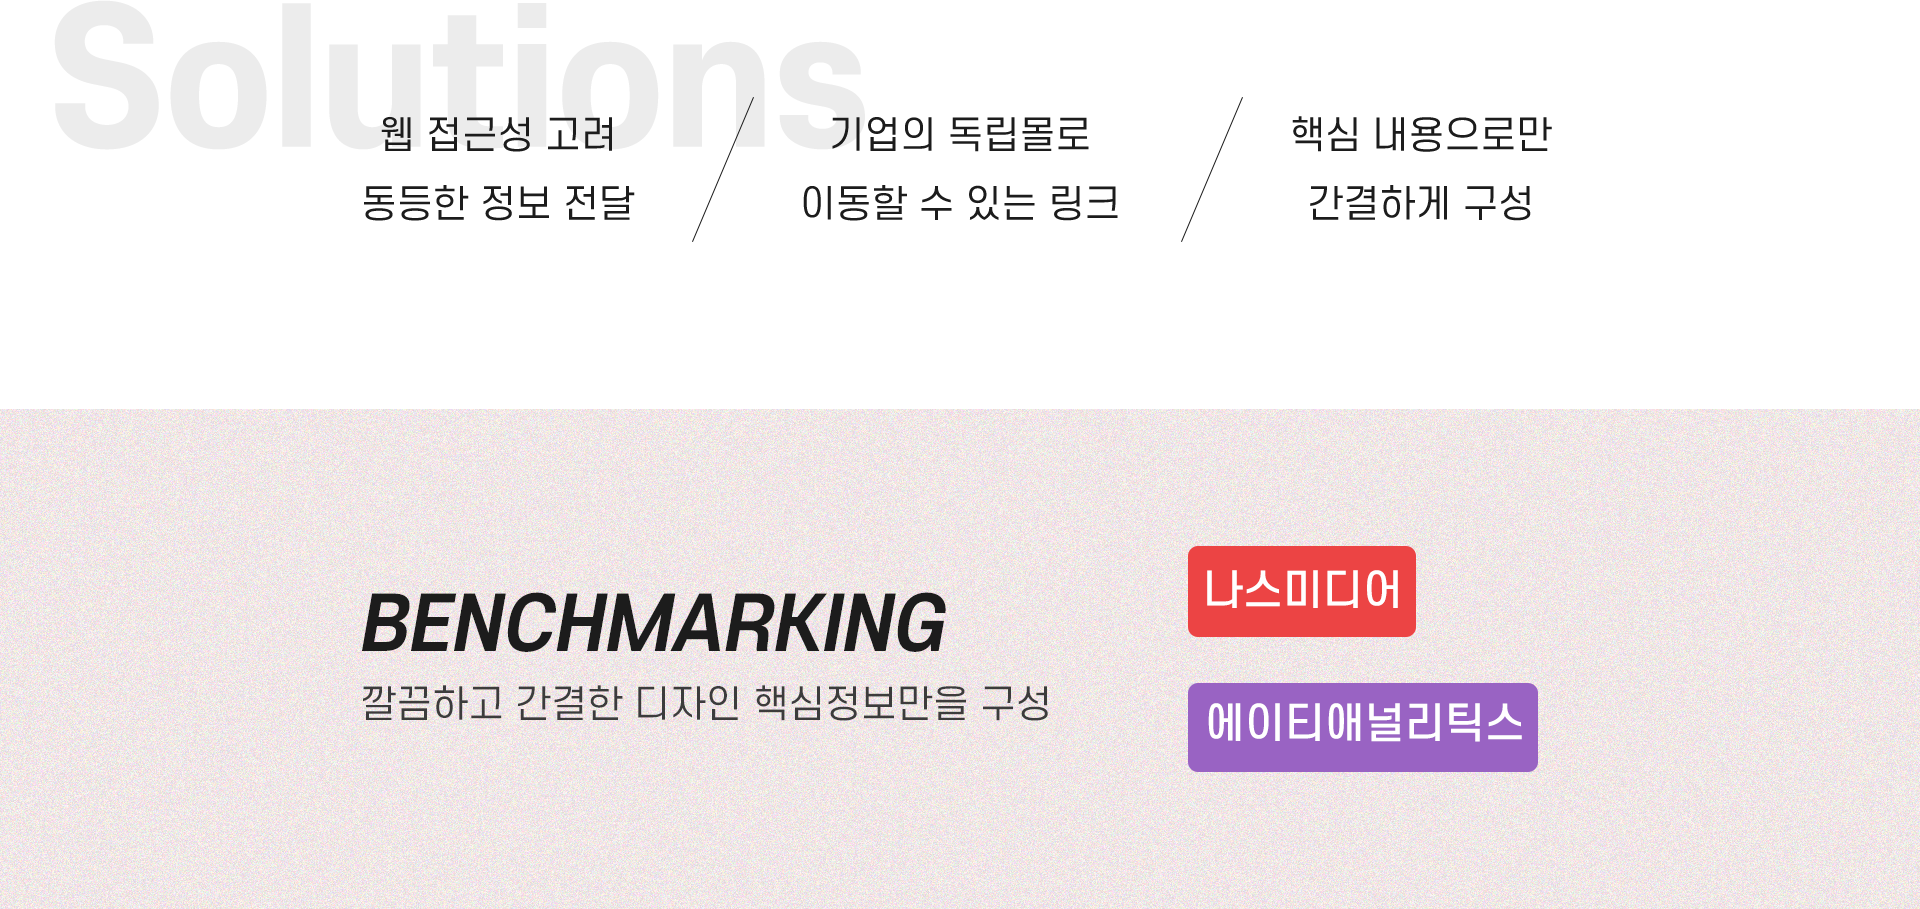 Solutions
웹 접근성 고려
동등한 정보 전달
기업의 독립몰로
이동할 수 있는 링크
핵심 내용으로만
간결하게 구성
BENCHMARKING
깔끔하고 간결한 디자인 핵심정보만을 구성
나스미디어
에이티애널리틱스